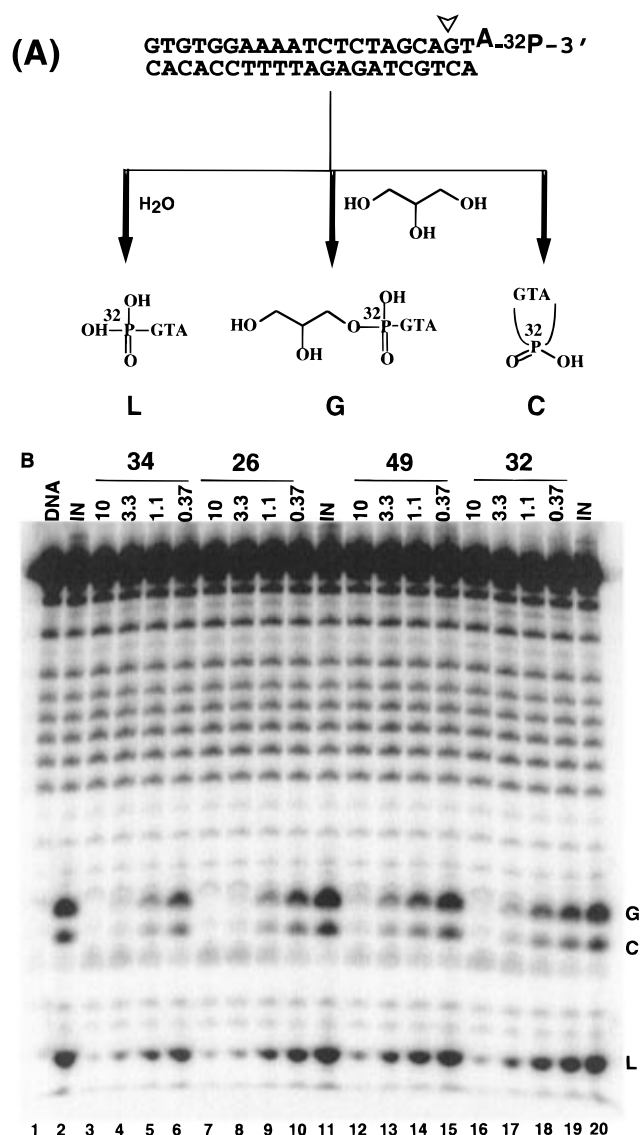 (A)
GTGTGGAAAATCTCTAGCAGTA-32P-3'
CACACCTTTTAGAGATCGTCA
H2O
HO OH
OH
OH
32
OH-P-GTA
O
HO OH O 32 P-GTA
OH
O
GTA
32
P
O OH
L G C
B 34 26 49 32
DNA IN 10 3.3 1.1 0.37 10 3.3 1.1 0.37 IN 10 3.3 1.1 0.37 10 3.3 1.1 0.37 IN
G
C
L
1 2 3 4 5 6 7 8 9 10 11 12 13 14 15 16 17 18 19 20